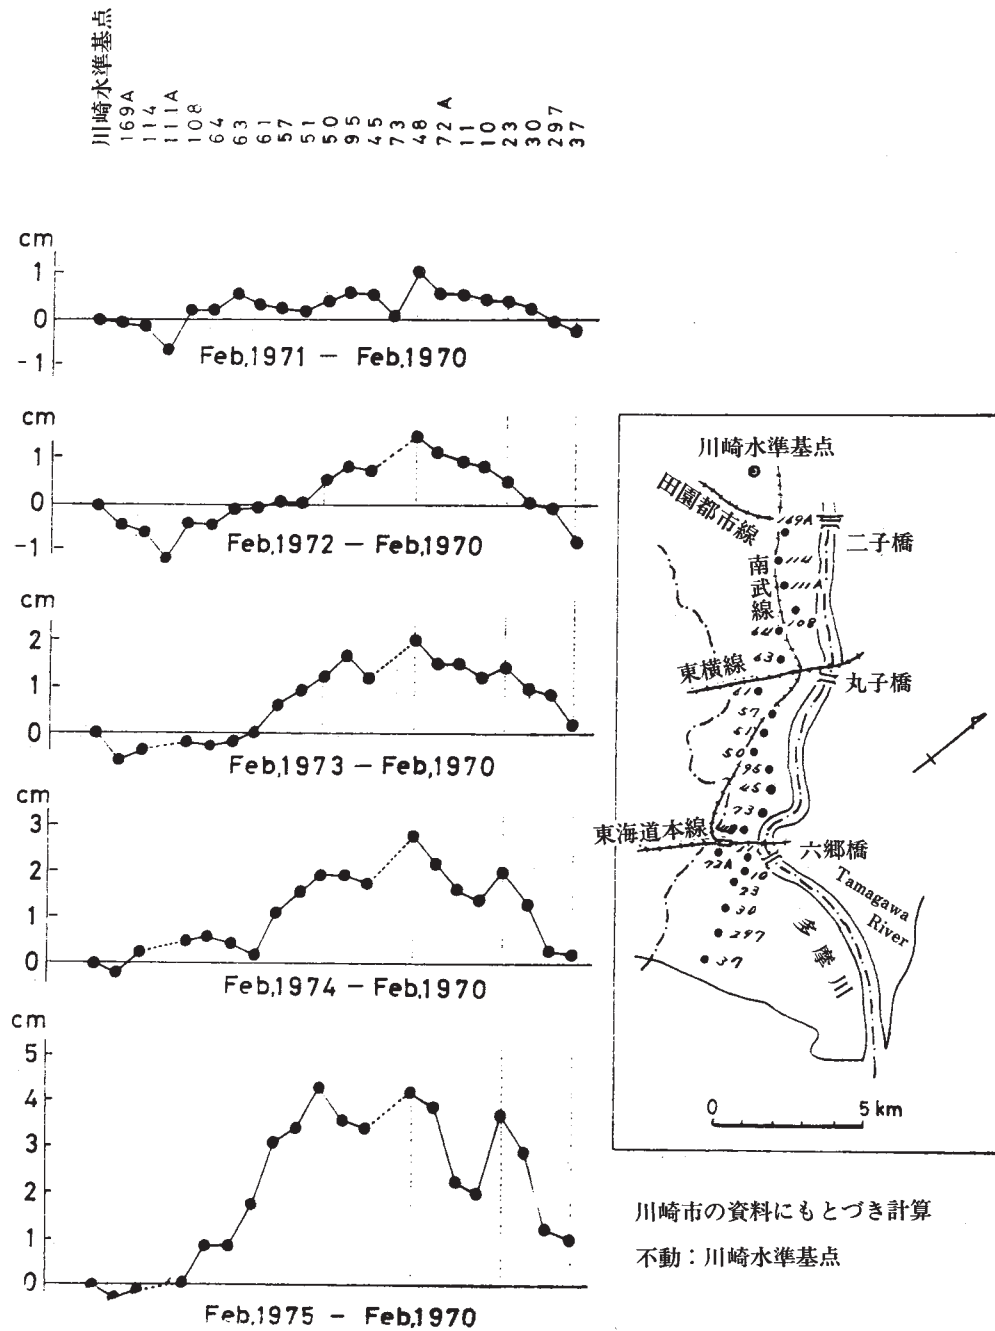 川崎水準基点
169A
114
111A
108
64
63
61
57
51
50
95
45
73
48
72A
11
10
23
30
297
37
cm
1
0
-1
Feb,1971 - Feb,1970
cm
1
0
-1
Feb,1972 - Feb,1970
cm
2
1
0
Feb,1973 - Feb,1970
cm
3
2
1
0
Feb,1974 - Feb,1970
cm
5
4
3
2
1
0
Feb,1975 - Feb,1970
川崎水準基点
田園都市線
169A
二子橋
南武線
114
111A
108
64
63
東横線
丸子橋
61
57
51
50
95
45
73
東海道本線
六郷橋
11
72A
10
23
30
297
37
Tamagawa
River
多摩川
0 5 km
川崎市の資料にもとづき計算
不動：川崎水準基点